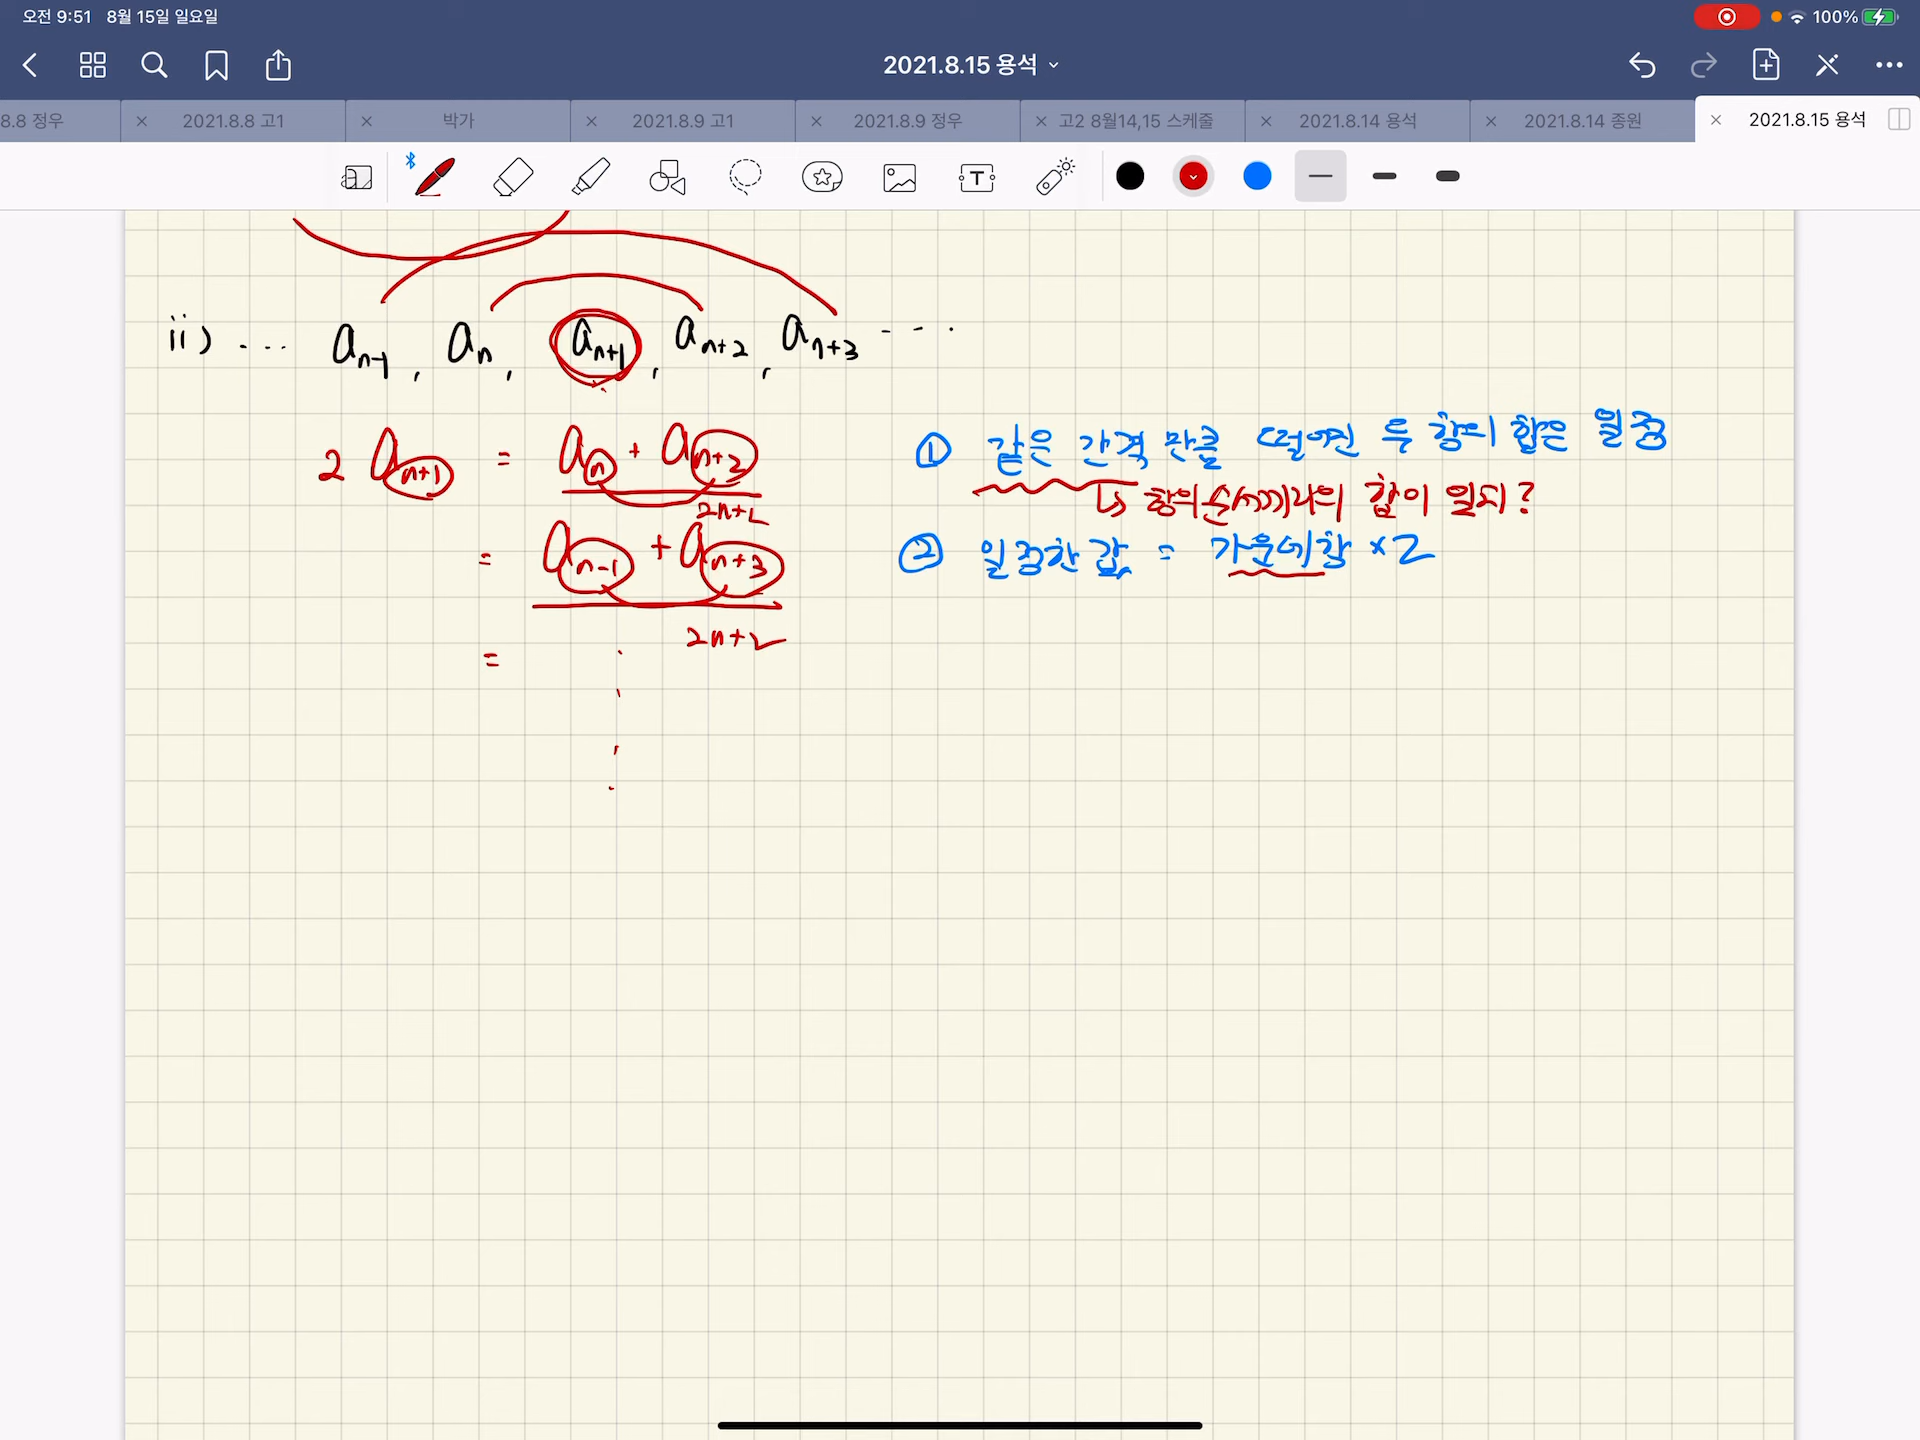 오전 9:51 8월 15일 일요일 100%
2021.8.15 용석
8.8 정우 2021.8.8 고1 박가 2021.8.9 고1 2021.8.9 정우 고2 8월14,15 스케줄 2021.8.14 용석 2021.8.14 종원 2021.8.15 용석
ii) ... aₙ₋₁, aₙ, aₙ₊₁, aₙ₊₂, aₙ₊₃ ...
2aₙ₊₁ = aₙ + aₙ₊₂
2n+2
= aₙ₋₁ + aₙ₊₃
2n+2
=
① 같은 간격 만큼 떨어진 두 항의 합은 일정
↳ 항의 순서끼리의 합이 일치?
② 일정한 값 = 가운데항 ×2